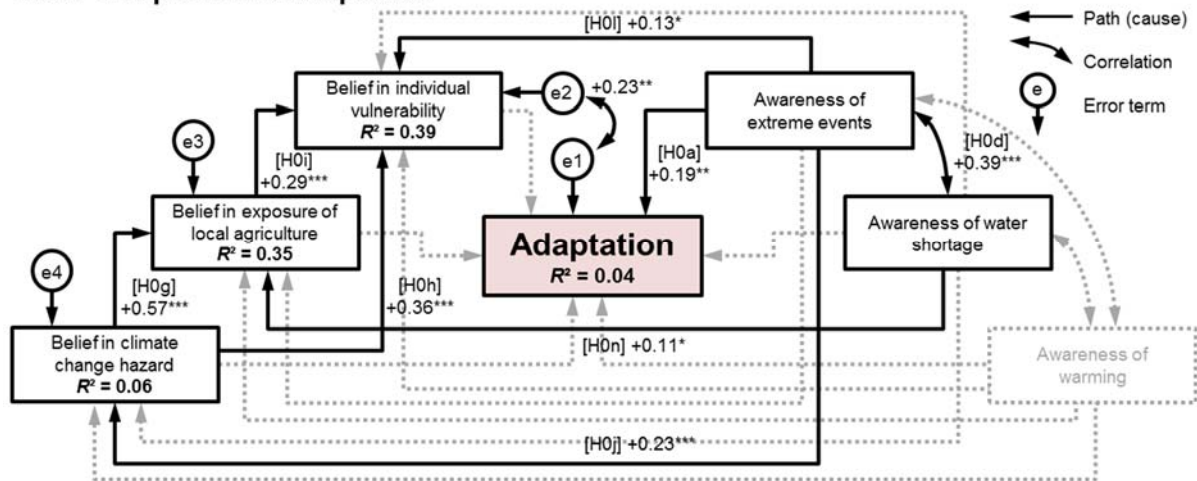 [H0l] +0.13*
Path (cause)
Correlation
e
Error term
Belief in individual
vulnerability
R² = 0.39
e2
+0.23**
Awareness of
extreme events
e3
[H0i]
+0.29***
e1
[H0a]
+0.19**
[H0d]
+0.39***
Belief in exposure of
local agriculture
R² = 0.35
Adaptation
R² = 0.04
Awareness of water
shortage
e4
[H0g]
+0.57***
[H0h]
+0.36***
Belief in climate
change hazard
R² = 0.06
[H0n] +0.11*
Awareness of
warming
[H0j] +0.23***